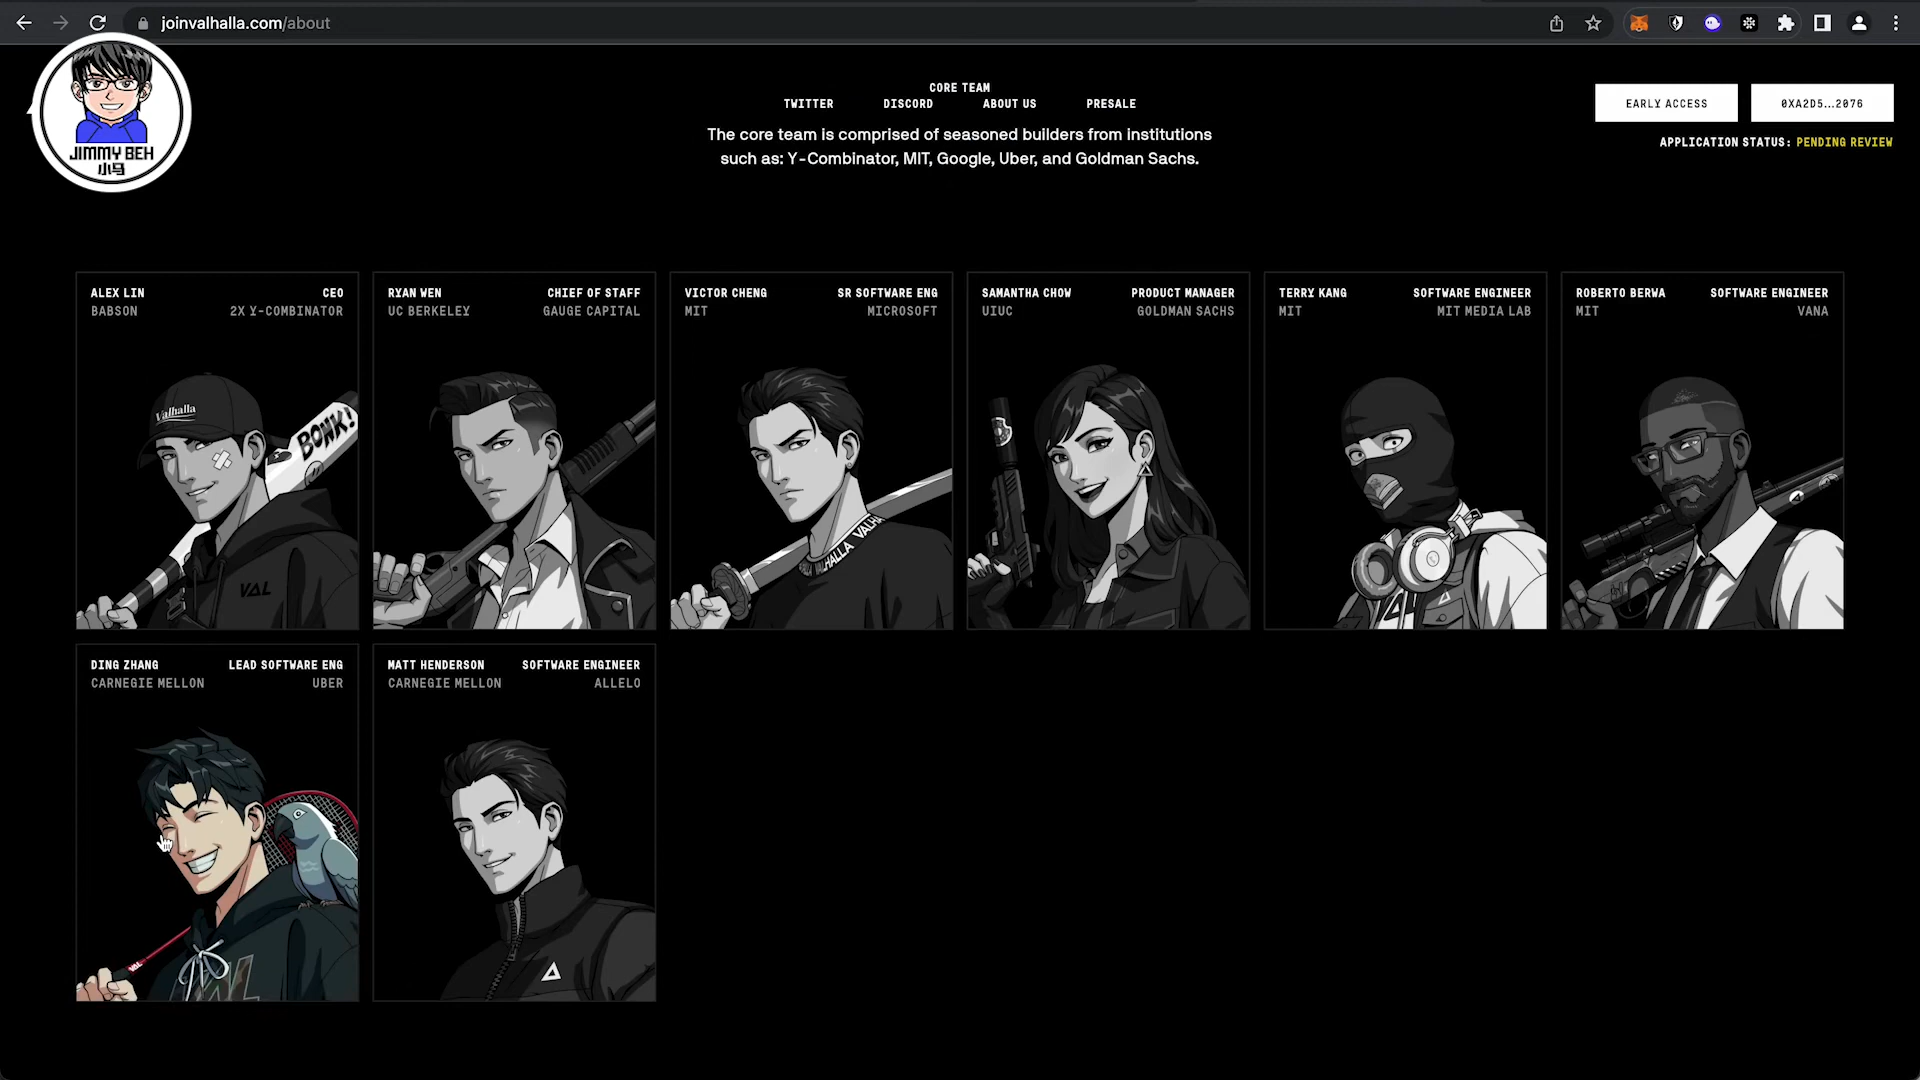 joinvalhalla.com/about
JIMMY BEH
小马
CORE TEAM
TWITTER DISCORD ABOUT US PRESALE
EARLY ACCESS 0XA2D5...2076
The core team is comprised of seasoned builders from institutions
such as: Y-Combinator, MIT, Google, Uber, and Goldman Sachs.
APPLICATION STATUS: PENDING REVIEW
ALEX LIN CEO
BABSON 2X Y-COMBINATOR
Valhalla
BONK!
VAL
RYAN WEN CHIEF OF STAFF
UC BERKELEY GAUGE CAPITAL
VICTOR CHENG SR SOFTWARE ENG
MIT MICROSOFT
VALHALLA VALHA
SAMANTHA CHOW PRODUCT MANAGER
UIUC GOLDMAN SACHS
TERRY KANG SOFTWARE ENGINEER
MIT MIT MEDIA LAB
ROBERTO BERWA SOFTWARE ENGINEER
MIT VANA
DING ZHANG LEAD SOFTWARE ENG
CARNEGIE MELLON UBER
VAL
MATT HENDERSON SOFTWARE ENGINEER
CARNEGIE MELLON ALLELO